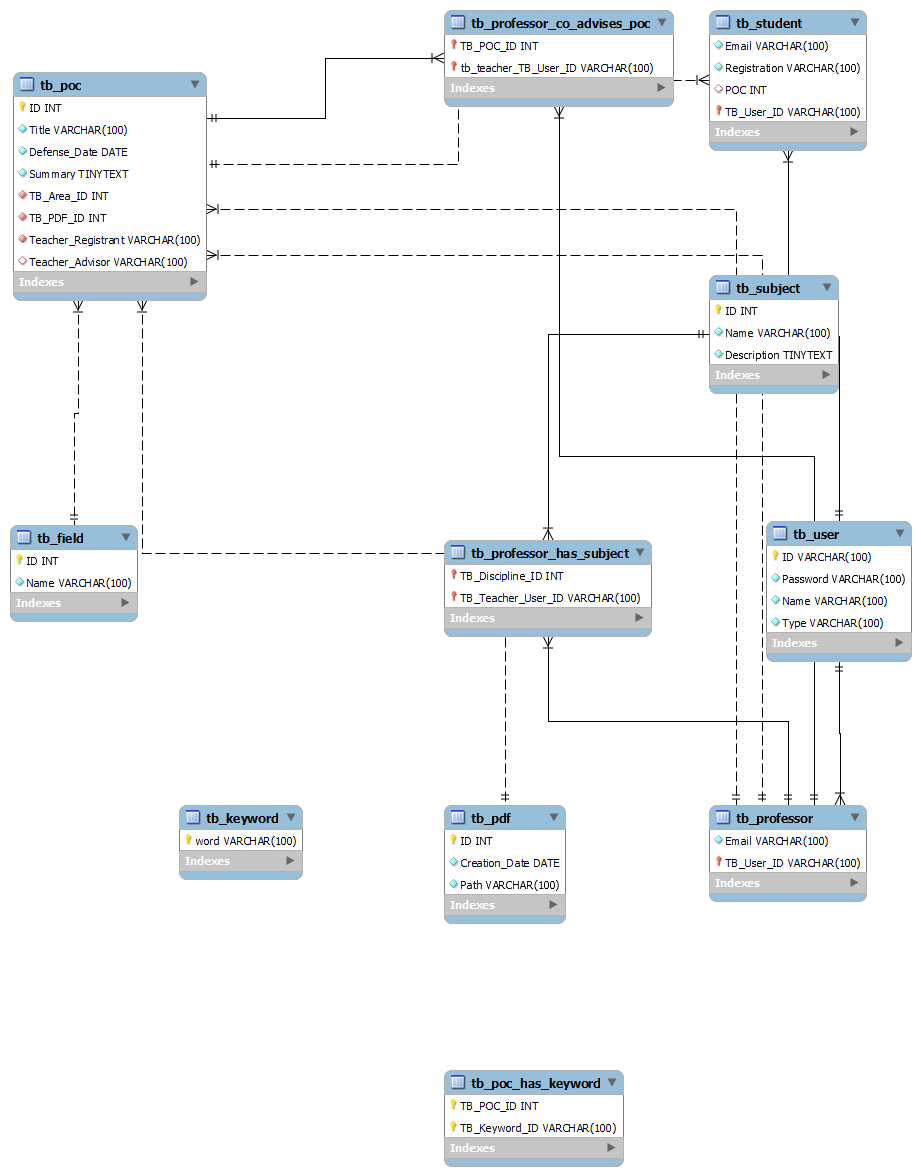 tb_professor_co_advises_poc
TB_POC_ID INT
tb_teacher_TB_User_ID VARCHAR(100)
Indexes
tb_student
Email VARCHAR(100)
Registration VARCHAR(100)
POC INT
TB_User_ID VARCHAR(100)
Indexes
tb_poc
ID INT
Title VARCHAR(100)
Defense_Date DATE
Summary TINYTEXT
TB_Area_ID INT
TB_PDF_ID INT
Teacher_Registrant VARCHAR(100)
Teacher_Advisor VARCHAR(100)
Indexes
tb_subject
ID INT
Name VARCHAR(100)
Description TINYTEXT
Indexes
tb_field
ID INT
Name VARCHAR(100)
Indexes
tb_professor_has_subject
TB_Discipline_ID INT
TB_Teacher_User_ID VARCHAR(100)
Indexes
tb_user
ID VARCHAR(100)
Password VARCHAR(100)
Name VARCHAR(100)
Type VARCHAR(100)
Indexes
tb_keyword
word VARCHAR(100)
Indexes
tb_pdf
ID INT
Creation_Date DATE
Path VARCHAR(100)
Indexes
tb_professor
Email VARCHAR(100)
TB_User_ID VARCHAR(100)
Indexes
tb_poc_has_keyword
TB_POC_ID INT
TB_Keyword_ID VARCHAR(100)
Indexes